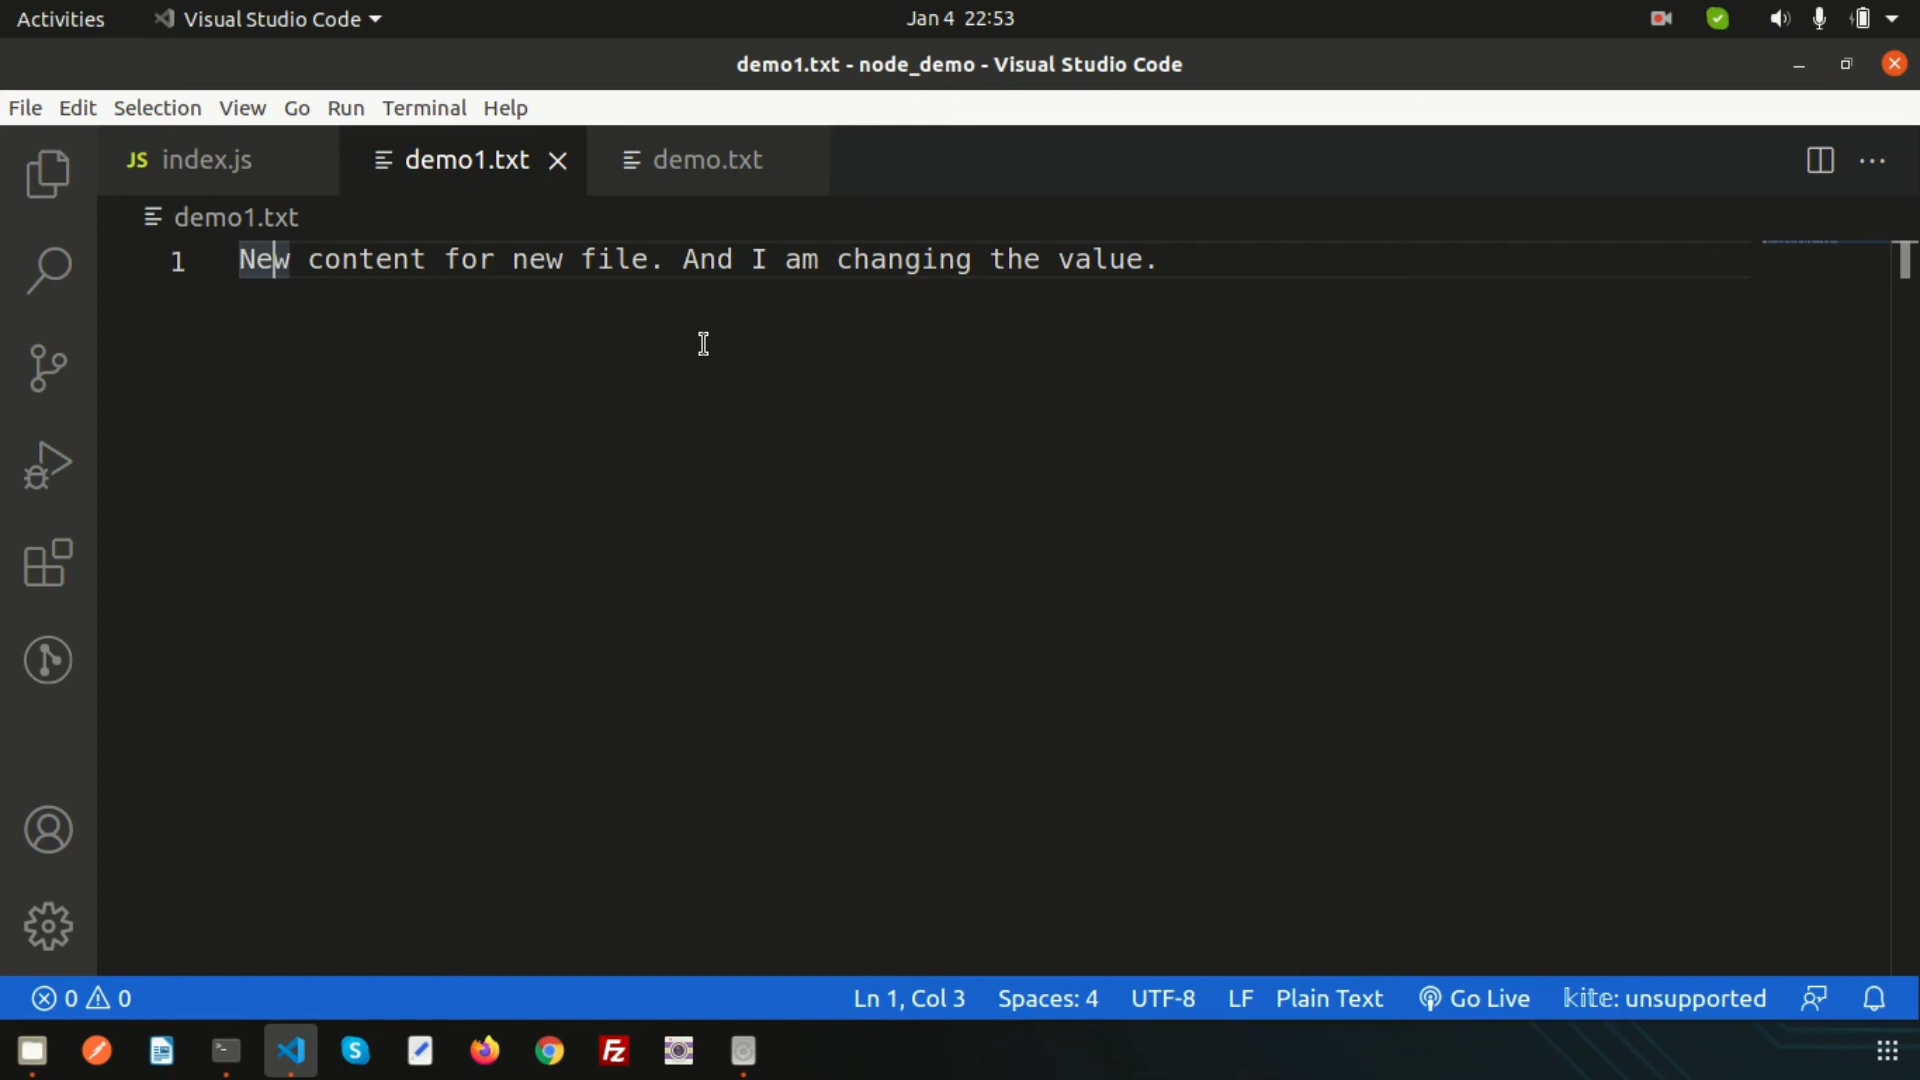 Activities Visual Studio Code Jan 4 22:53
demo1.txt - node_demo - Visual Studio Code
File Edit Selection View Go Run Terminal Help
JS index.js demo1.txt demo.txt
demo1.txt
1 New content for new file. And I am changing the value.
0 0 Ln 1, Col 3 Spaces: 4 UTF-8 LF Plain Text Go Live kite: unsupported
>_ S Fz